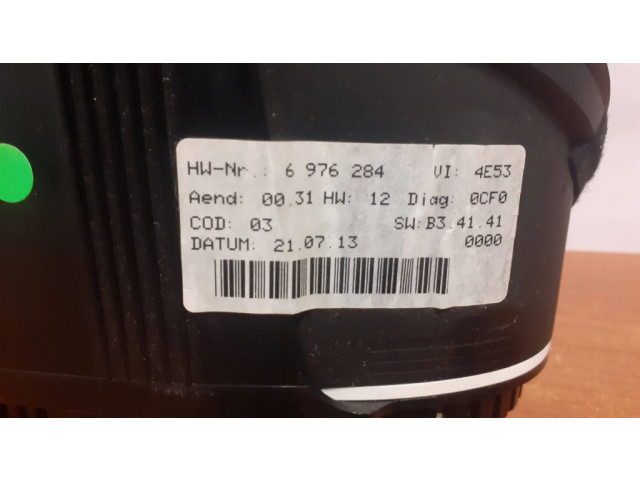 HW-Nr.: 6 976 284 VI: 4E53
Aend: 00.31 HW: 12 Diag: 0CF0
COD: 03 SW:B3.41.41
DATUM: 21.07.13 0000